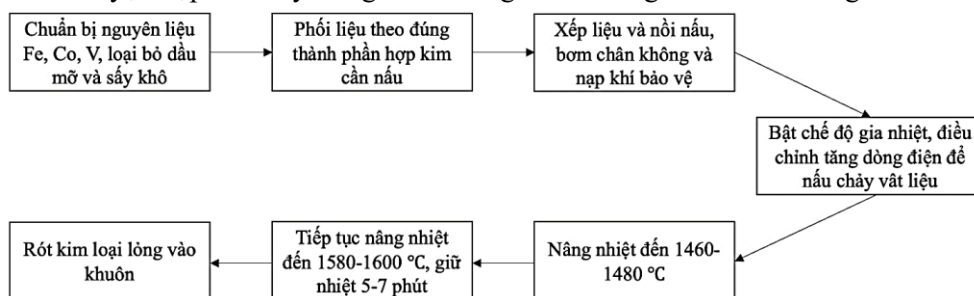 Chuẩn bị nguyên liệu
Fe, Co, V, loại bỏ dầu
mỡ và sấy khô
Phối liệu theo đúng
thành phần hợp kim
cần nấu
Xếp liệu và nồi nấu,
bơm chân không và
nạp khí bảo vệ
Bật chế độ gia nhiệt, điều
chỉnh tăng dòng điện để
nấu chảy vât liệu
Nâng nhiệt đến 1460-
1480 °C
Tiếp tục nâng nhiệt
đến 1580-1600 °C, giữ
nhiệt 5-7 phút
Rót kim loại lỏng vào
khuôn